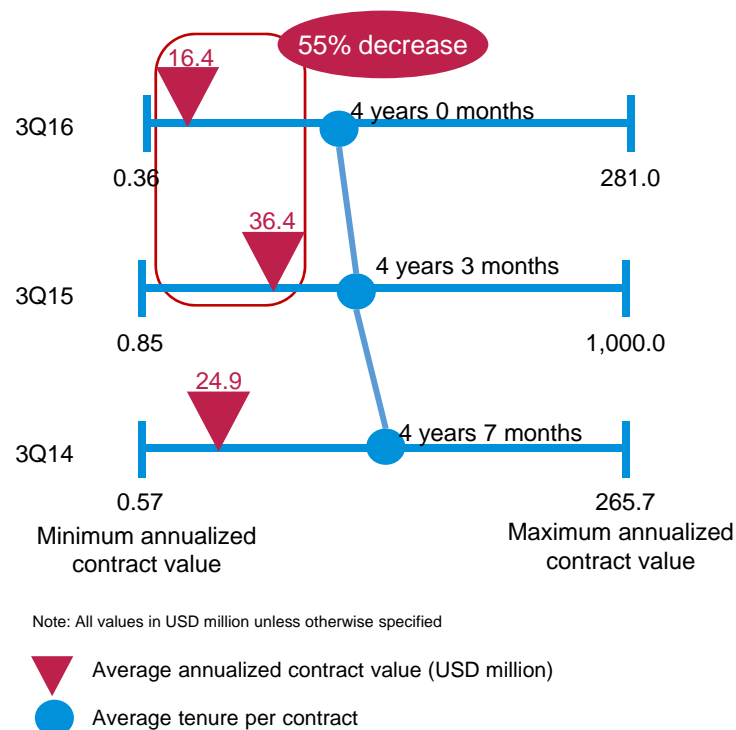 55% decrease
16.4
4 years 0 months
3Q16
0.36
281.0
36.4
4 years 3 months
3Q15
0.85
1,000.0
24.9
4 years 7 months
3Q14
0.57
265.7
Minimum annualized
contract value
Maximum annualized
contract value
Note: All values in USD million unless otherwise specified
Average annualized contract value (USD million)
Average tenure per contract